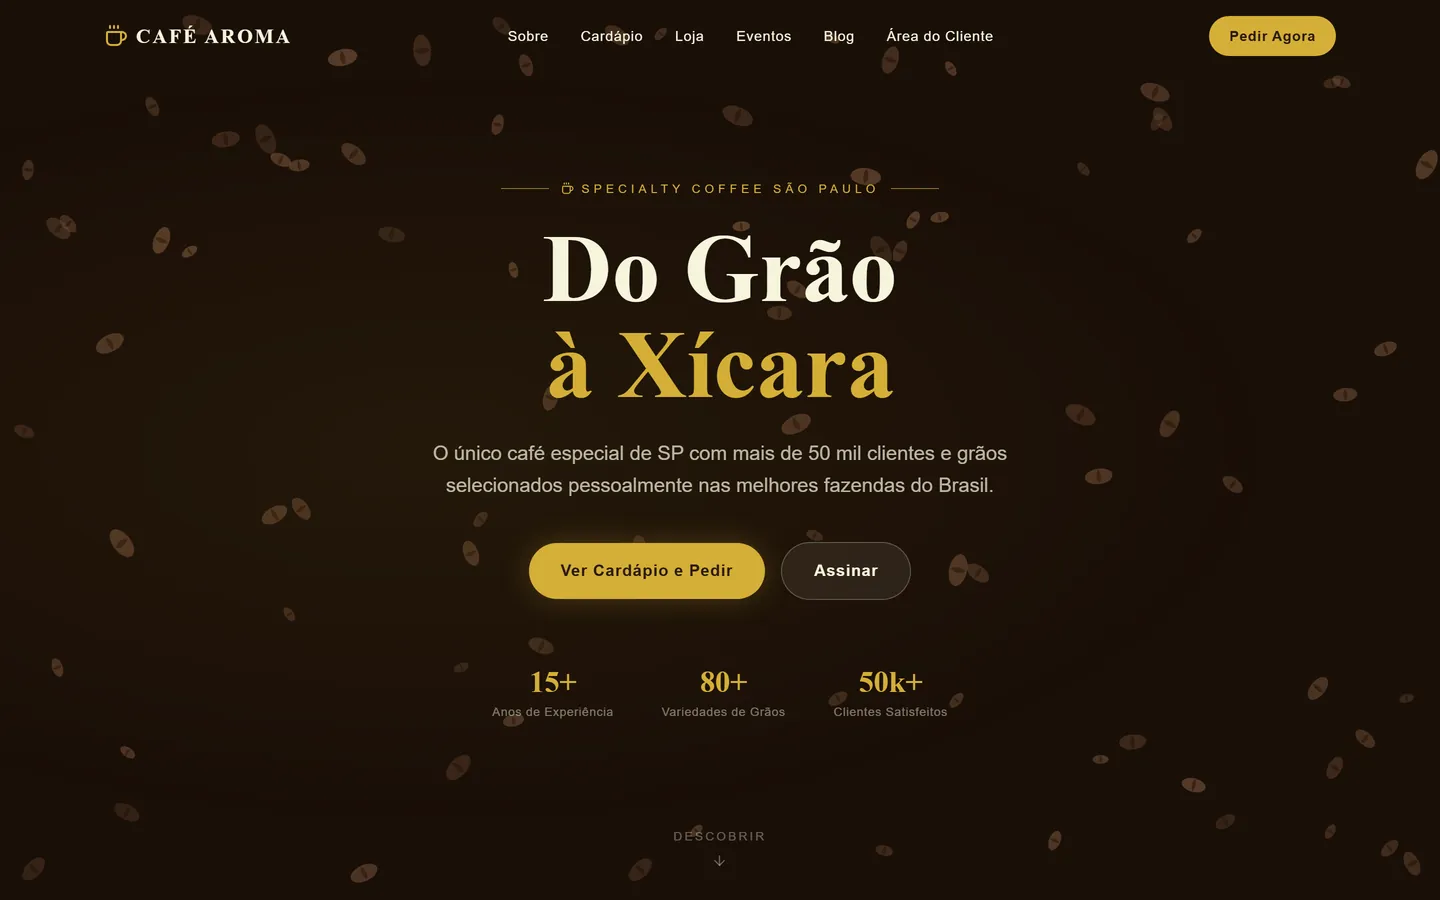 CAFÉ AROMA
Sobre
Cardápio
Loja
Eventos
Blog
Área do Cliente
Pedir Agora
SPECIALTY COFFEE SÃO PAULO
Do Grão
à Xícara
O único café especial de SP com mais de 50 mil clientes e grãos
selecionados pessoalmente nas melhores fazendas do Brasil.
Ver Cardápio e Pedir
Assinar
15+
Anos de Experiência
80+
Variedades de Grãos
50k+
Clientes Satisfeitos
DESCOBRIR